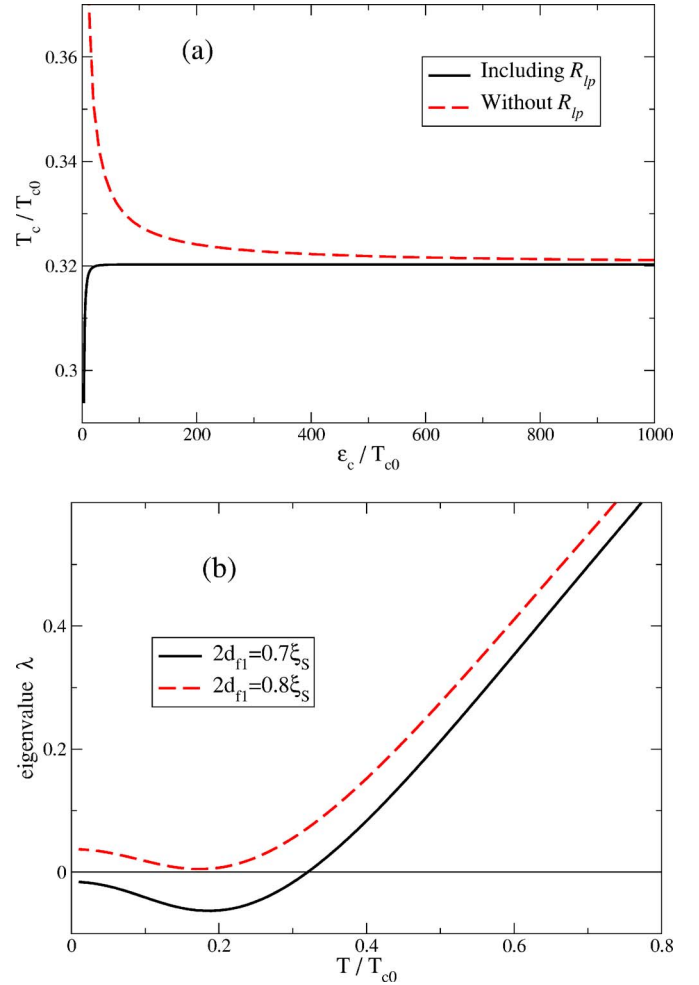 (a)
Including R_lp
Without R_lp
0.36
0.34
0.32
0.3
T_c / T_c0
0
200
400
600
800
1000
ε_c / T_c0
(b)
2d_f1=0.7ξ_S
2d_f1=0.8ξ_S
0.4
0.2
0
eigenvalue λ
0
0.2
0.4
0.6
0.8
T / T_c0